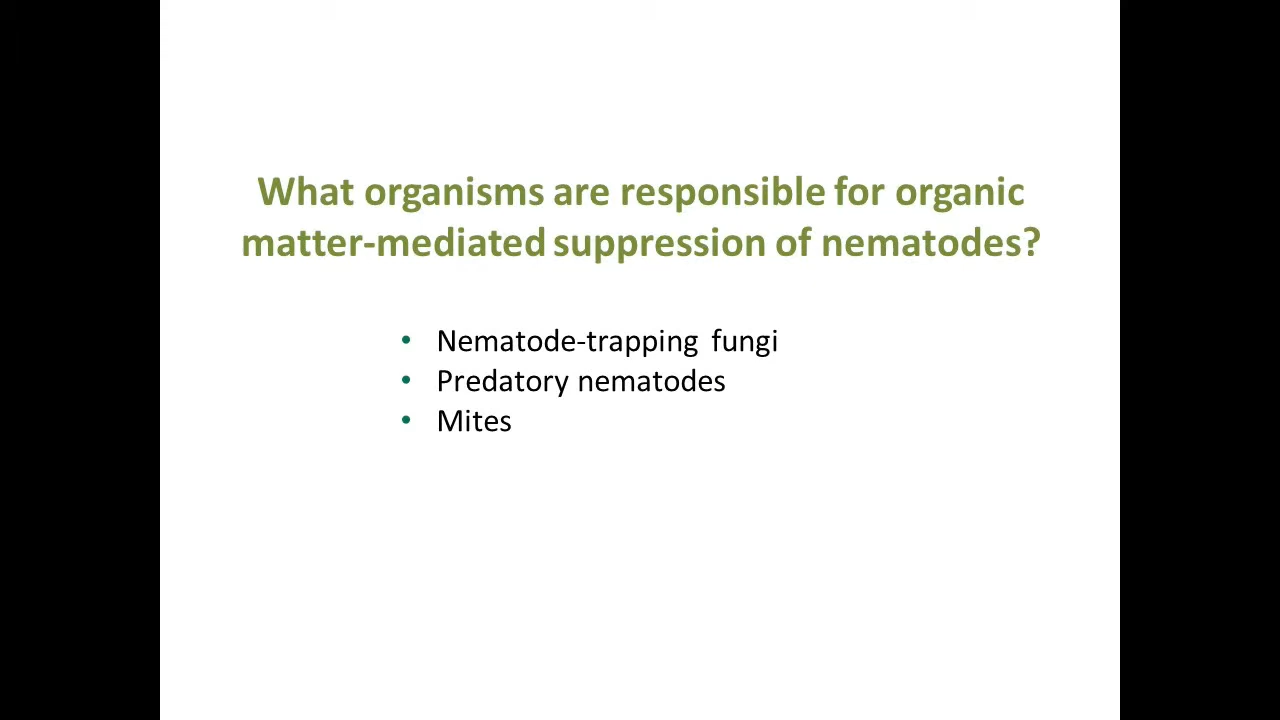 What organisms are responsible for organic
matter-mediated suppression of nematodes?
• Nematode-trapping fungi
• Predatory nematodes
• Mites